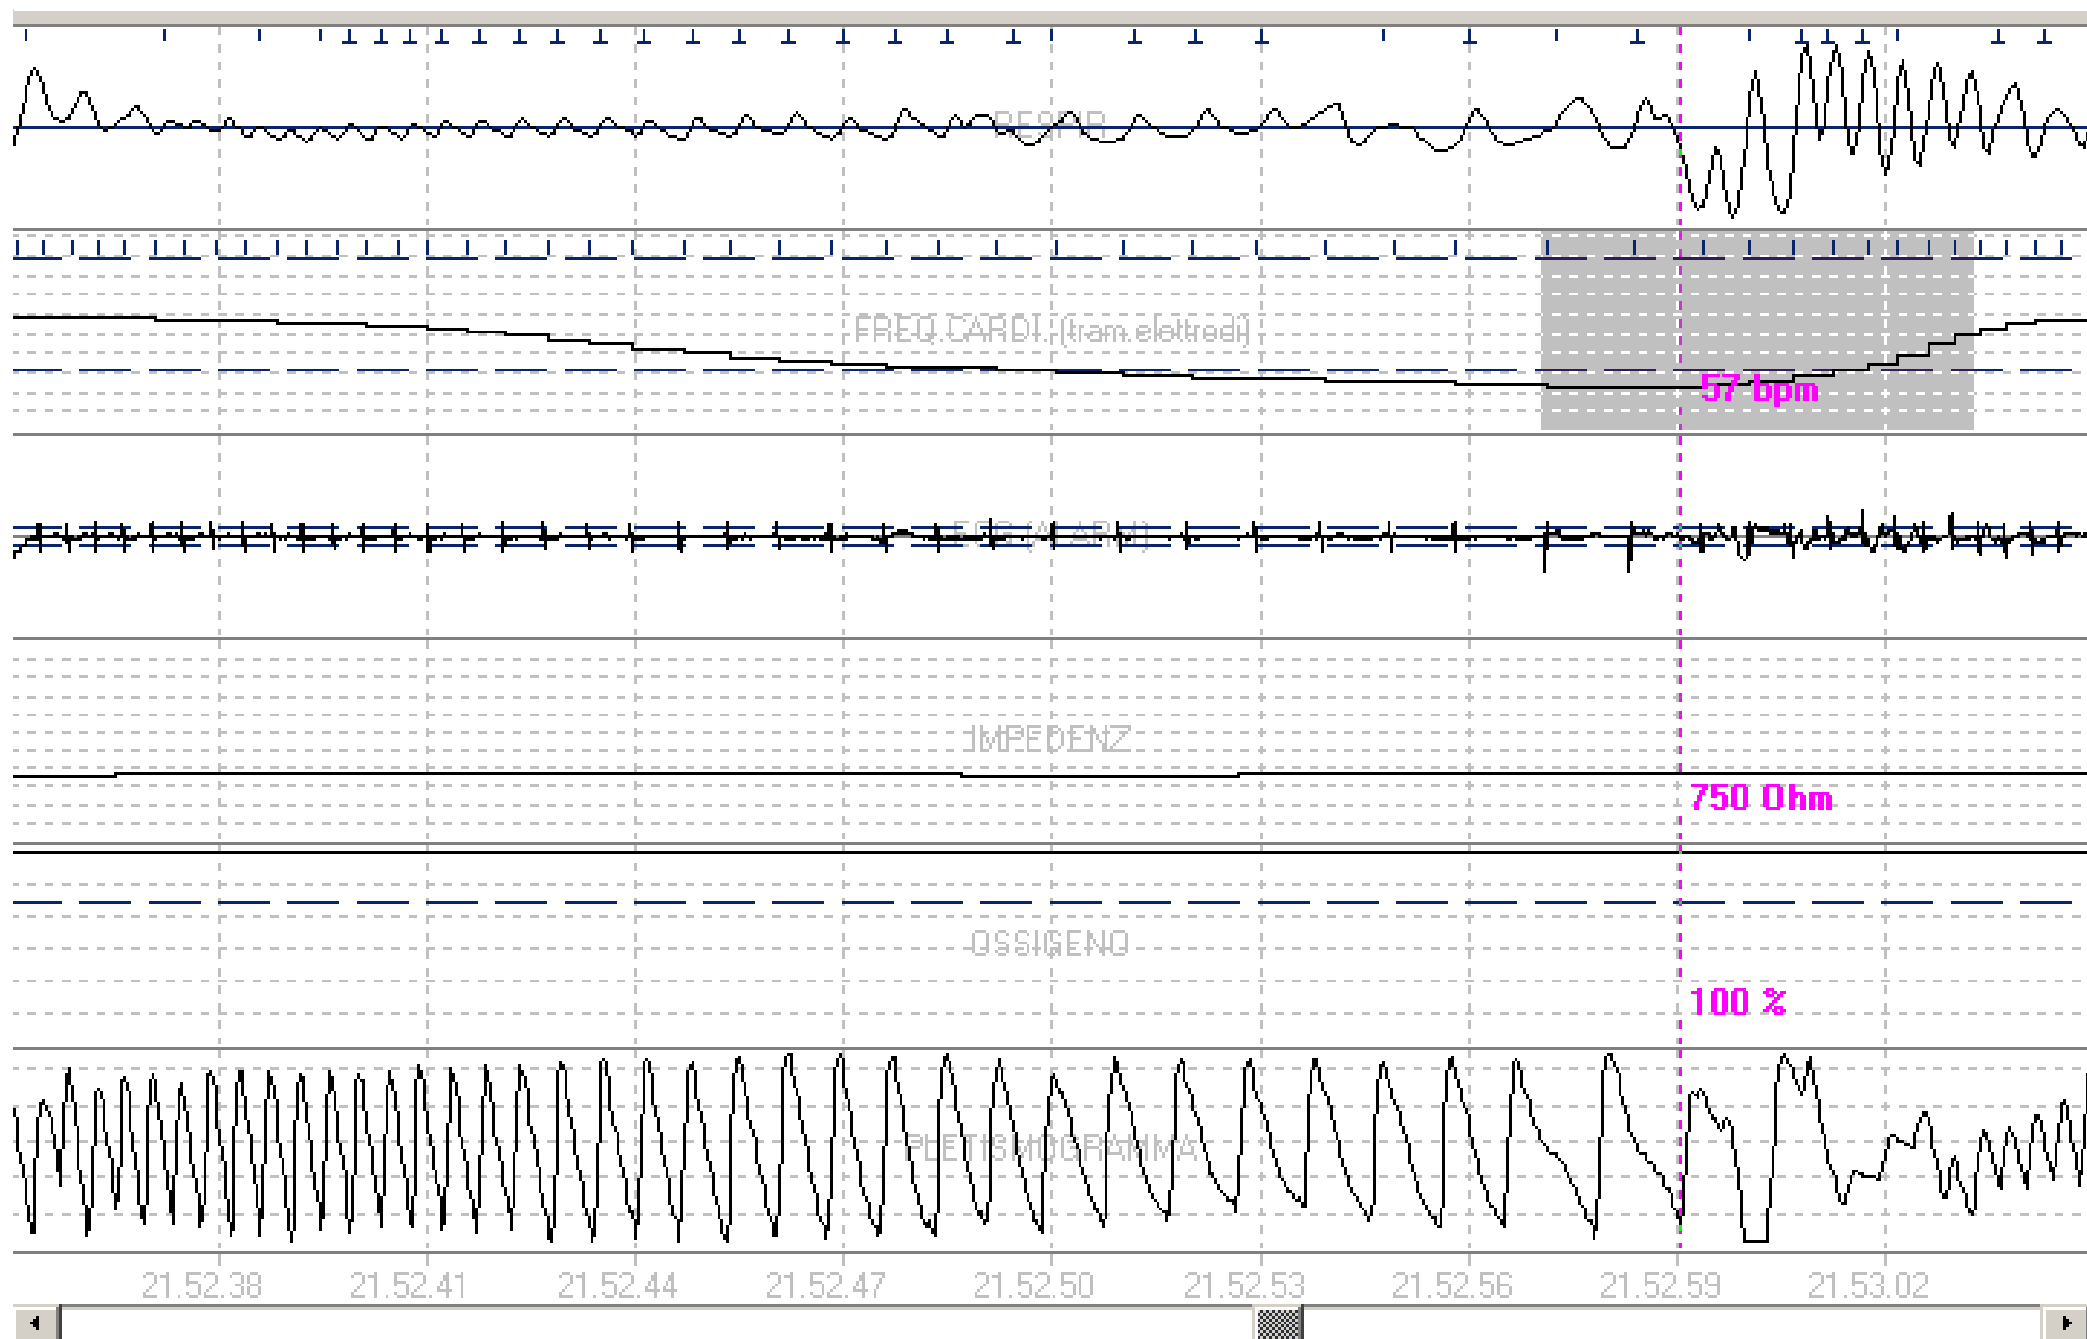 RESPIR
FREQ.CARDI. (tram.elettrodi)
57 bpm
ECG (ALARM)
IMPEDENZ
750 Ohm
OSSIGENO
100 %
PLETISMOGRAMMA
21.52.38 21.52.41 21.52.44 21.52.47 21.52.50 21.52.53 21.52.56 21.52.59 21.53.02